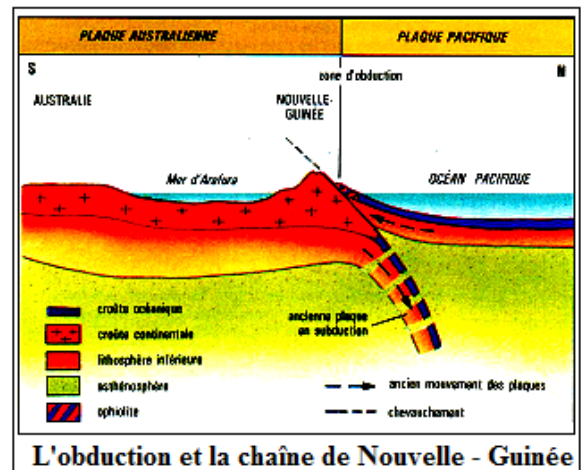 PLAQUE AUSTRALIENNE
PLAQUE PACIFIQUE
zone d'obduction
S
N
AUSTRALIE
NOUVELLE-
GUINÉE
Mer d'Arafura
OCÉAN PACIFIQUE
croûte océanique
croûte continentale
lithosphère inférieure
asthénosphère
ophiolite
ancienne plaque
en subduction
ancien mouvement des plaques
chevauchement
L'obduction et la chaîne de Nouvelle - Guinée